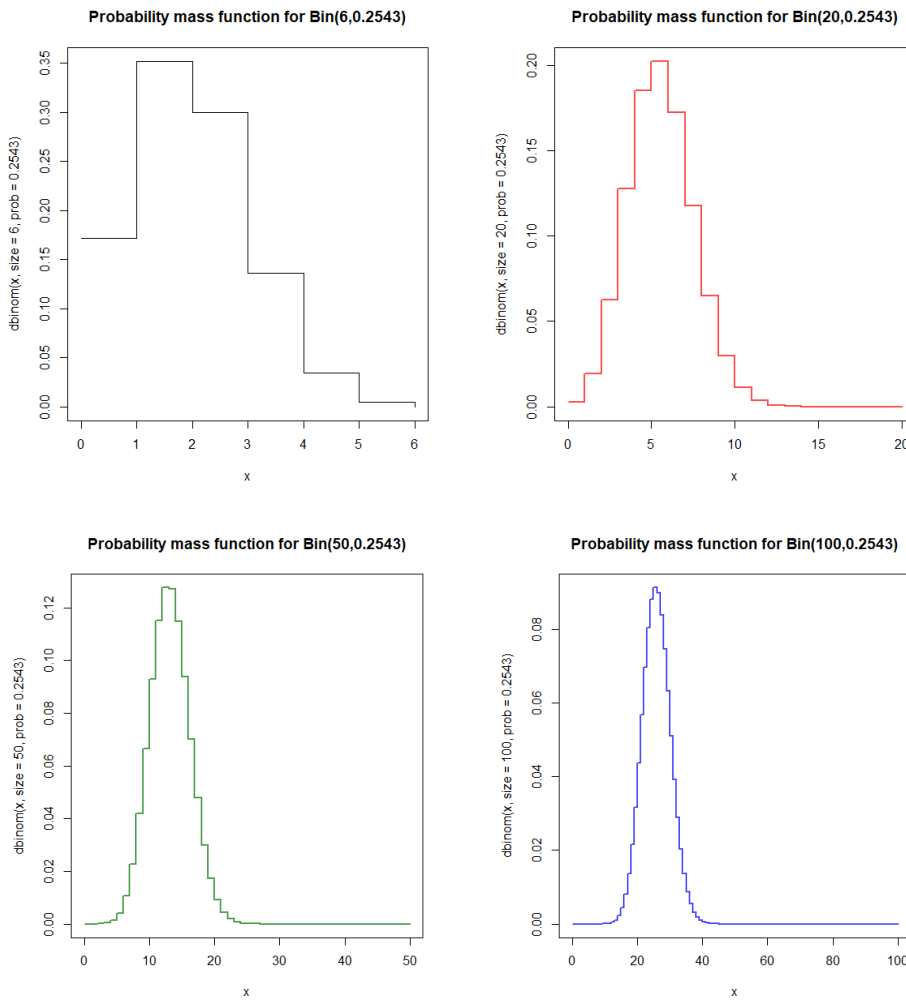 Probability mass function for Bin(6,0.2543)
dbinom(x, size = 6, prob = 0.2543)
0.35
0.30
0.25
0.20
0.15
0.10
0.05
0.00
0 1 2 3 4 5 6
x
Probability mass function for Bin(20,0.2543)
dbinom(x, size = 20, prob = 0.2543)
0.20
0.15
0.10
0.05
0.00
0 5 10 15 20
x
Probability mass function for Bin(50,0.2543)
dbinom(x, size = 50, prob = 0.2543)
0.12
0.10
0.08
0.06
0.04
0.02
0.00
0 10 20 30 40 50
x
Probability mass function for Bin(100,0.2543)
dbinom(x, size = 100, prob = 0.2543)
0.08
0.06
0.04
0.02
0.00
0 20 40 60 80 100
x